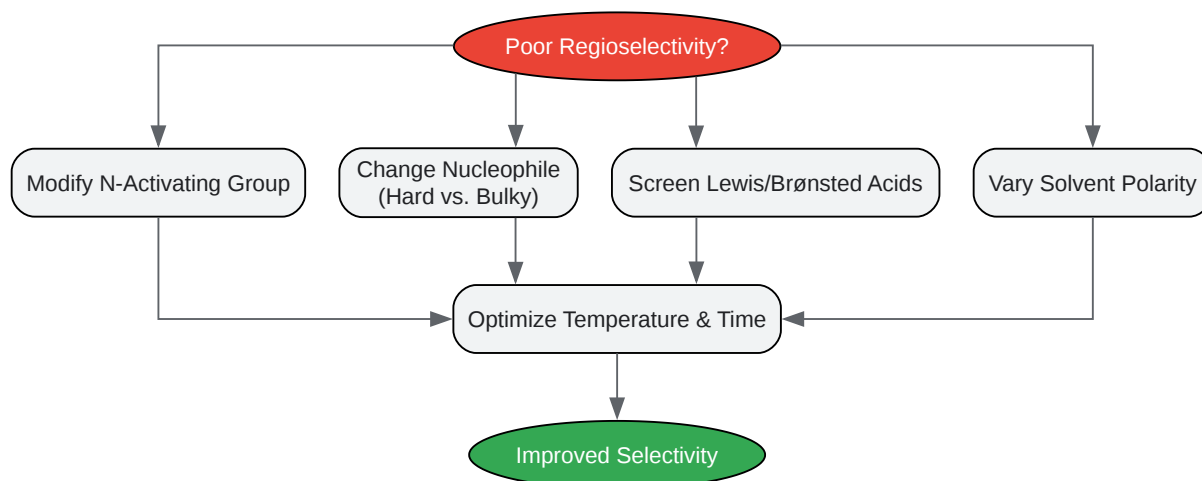 Poor Regioselectivity?
Modify N-Activating Group
Change Nucleophile
(Hard vs. Bulky)
Screen Lewis/Brønsted Acids
Vary Solvent Polarity
Optimize Temperature & Time
Improved Selectivity